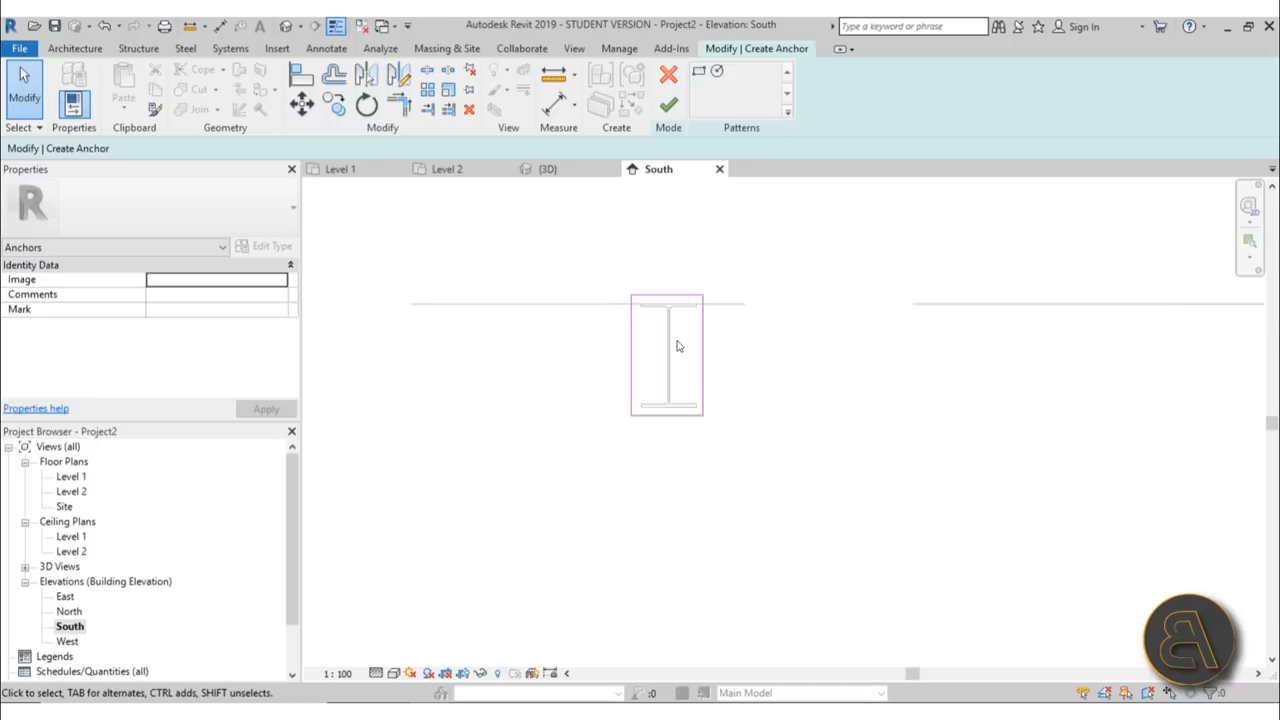 Autodesk Revit 2019 - STUDENT VERSION - Project2 - Elevation: South
Type a keyword or phrase
Sign In
File Architecture Structure Steel Systems Insert Annotate Analyze Massing & Site Collaborate View Manage Add-Ins Modify | Create Anchor
Modify
Paste
Cope
Cut
Join
Select Properties Clipboard Geometry Modify View Measure Create Mode Patterns
Modify | Create Anchor
Properties
Level 1 Level 2 {3D} South
R
Anchors
Edit Type
Identity Data
Image
Comments
Mark
Properties help
Apply
Project Browser - Project2
Views (all)
Floor Plans
Level 1
Level 2
Site
Ceiling Plans
Level 1
Level 2
3D Views
Elevations (Building Elevation)
East
North
South
West
Legends
Schedules/Quantities (all)
1 : 100
Click to select, TAB for alternates, CTRL adds, SHIFT unselects.
:0
Main Model
:0